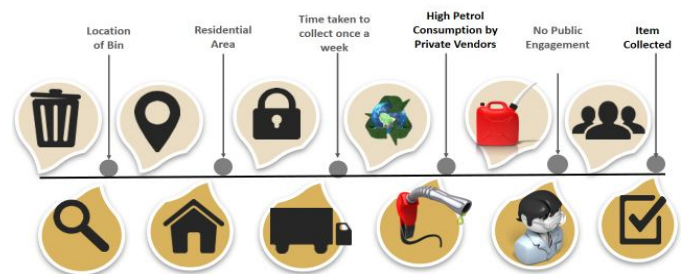 Location
of Bin
Residential
Area
Time taken to
collect once a
week
High Petrol
Consumption by
Private Vendors
No Public
Engagement
Item
Collected